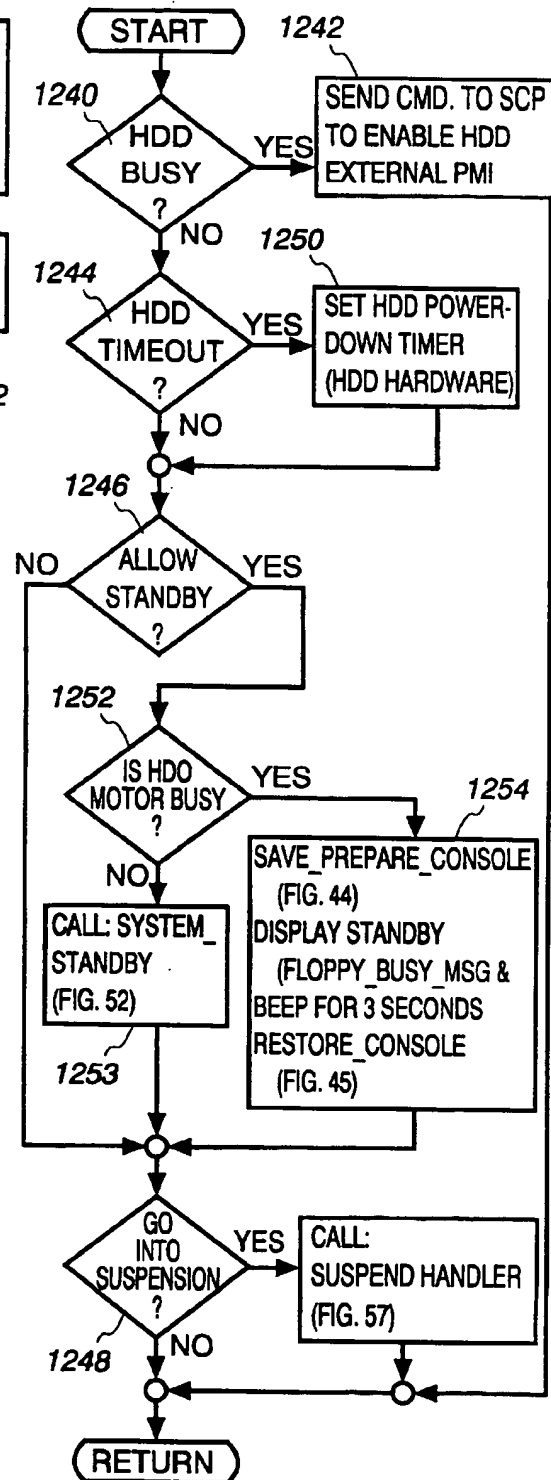 START
1242
1240
HDD
BUSY
?
YES
SEND CMD. TO SCP
TO ENABLE HDD
EXTERNAL PMI
NO
1250
1244
HDD
TIMEOUT
?
YES
SET HDD POWER-
DOWN TIMER
(HDD HARDWARE)
2
NO
1246
NO
ALLOW
STANDBY
?
YES
1252
IS HDO
MOTOR BUSY
?
YES
1254
NO
SAVE_PREPARE_CONSOLE
(FIG. 44)
DISPLAY STANDBY
(FLOPPY_BUSY_MSG &
BEEP FOR 3 SECONDS
RESTORE_CONSOLE
(FIG. 45)
CALL: SYSTEM_
STANDBY
(FIG. 52)
1253
GO
INTO
SUSPENSION
?
YES
CALL:
SUSPEND HANDLER
(FIG. 57)
1248
NO
RETURN